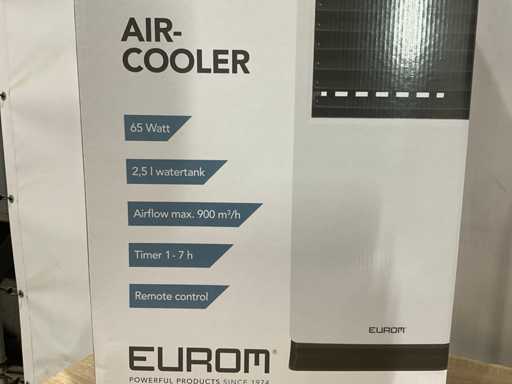 AIR-
COOLER
65 Watt
2,5 l watertank
Airflow max. 900 m³/h
Timer 1 - 7 h
Remote control
EUROM
EUROM®
POWERFUL PRODUCTS SINCE 1974